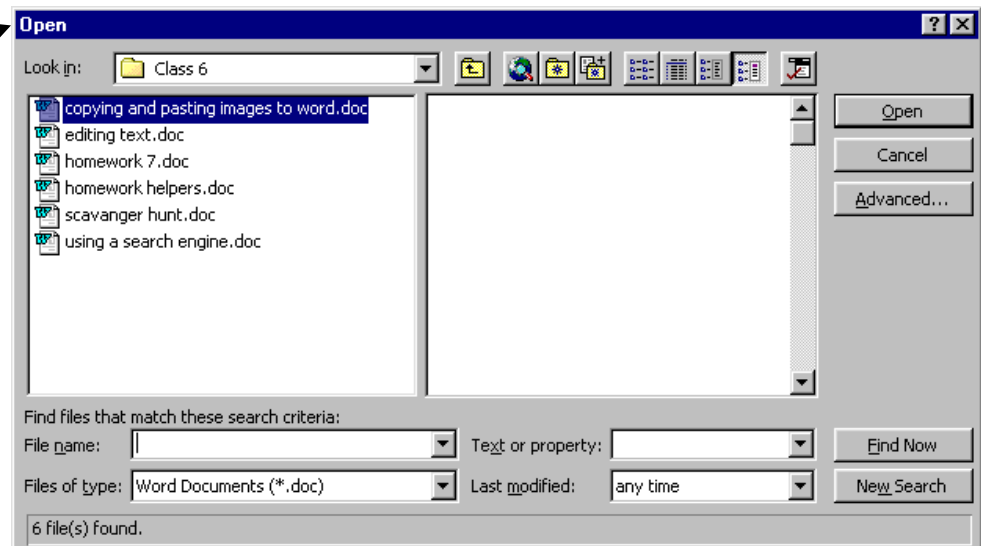 Open
Look in: Class 6
copying and pasting images to word.doc
editing text.doc
homework 7.doc
homework helpers.doc
scavanger hunt.doc
using a search engine.doc
Open
Cancel
Advanced...
Find files that match these search criteria:
File name: Text or property: Find Now
Files of type: Word Documents (*.doc) Last modified: any time New Search
6 file(s) found.